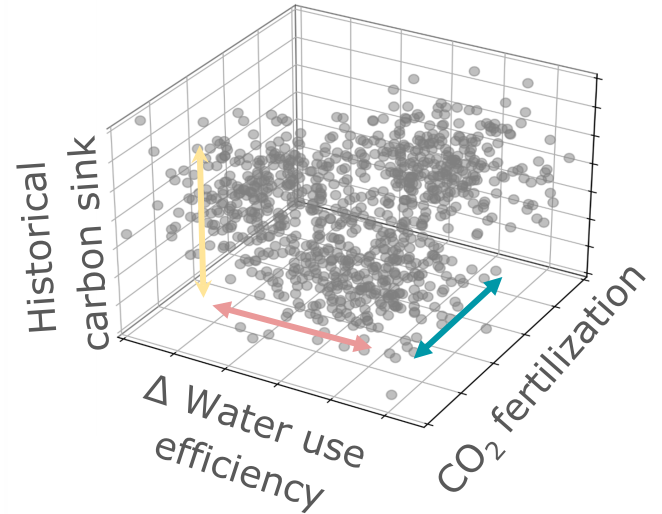 Historical
carbon sink
Δ Water use
efficiency
CO₂ fertilization